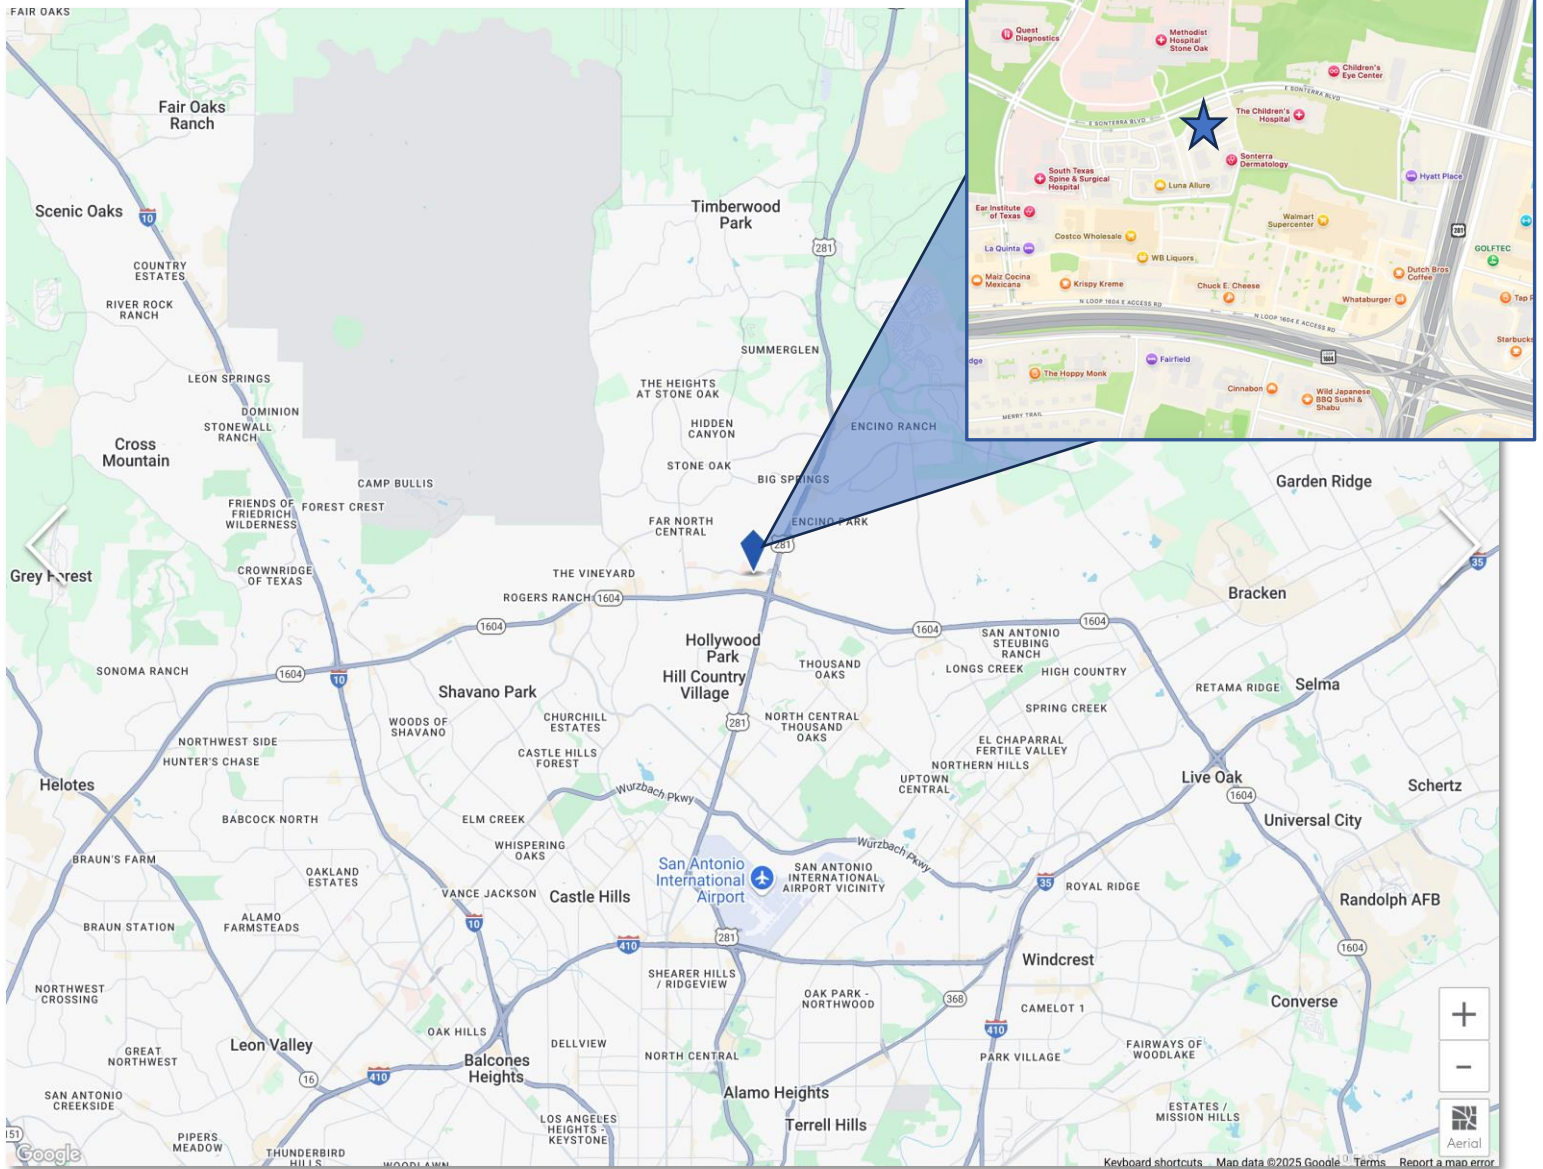 FAIR OAKS
Fair Oaks
Ranch
Scenic Oaks
10
COUNTRY
ESTATES
RIVER ROCK
RANCH
Timberwood
Park
281
SUMMERGLEN
LEON SPRINGS
THE HEIGHTS
AT STONE OAK
DOMINION
STONEWALL
RANCH
HIDDEN
CANYON
ENCINO RANCH
Cross
Mountain
STONE OAK
CAMP BULLIS
BIG SPRINGS
Garden Ridge
FRIENDS OF
FRIEDRICH
WILDERNESS
FOREST CREST
FAR NORTH
CENTRAL
ENCINO PARK
281
35
Grey Forest
CROWNRIDGE
OF TEXAS
THE VINEYARD
ROGERS RANCH
1604
Bracken
1604
1604
1604
Hollywood
Park
SAN ANTONIO
STEUBING
RANCH
SONOMA RANCH
1604
10
Hill Country
Village
THOUSAND
OAKS
LONGS CREEK
HIGH COUNTRY
Shavano Park
RETAMA RIDGE
Selma
SPRING CREEK
WOODS OF
SHAVANO
CHURCHILL
ESTATES
281
NORTH CENTRAL
THOUSAND
OAKS
NORTHWEST SIDE
HUNTER'S CHASE
CASTLE HILLS
FOREST
EL CHAPARRAL
FERTILE VALLEY
NORTHERN HILLS
Helotes
Wurzbach Pkwy
UPTOWN
CENTRAL
Live Oak
1604
Schertz
BABCOCK NORTH
ELM CREEK
Universal City
BRAUN'S FARM
WHISPERING
OAKS
Wurzbach Pkwy
OAKLAND
ESTATES
San Antonio
International
Airport
SAN ANTONIO
INTERNATIONAL
AIRPORT VICINITY
35
ROYAL RIDGE
VANCE JACKSON
Castle Hills
Randolph AFB
BRAUN STATION
ALAMO
FARMSTEADS
10
410
281
1604
Windcrest
NORTHWEST
CROSSING
SHEARER HILLS
/ RIDGEVIEW
OAK PARK -
NORTHWOOD
368
CAMELOT 1
Converse
OAK HILLS
410
Leon Valley
GREAT
NORTHWEST
DELLVIEW
NORTH CENTRAL
PARK VILLAGE
FAIRWAYS OF
WOODLAKE
Balcones
Heights
16
410
Alamo Heights
SAN ANTONIO
CREEKSIDE
LOS ANGELES
HEIGHTS -
KEYSTONE
Terrell Hills
ESTATES /
MISSION HILLS
151
PIPERS
MEADOW
THUNDERBIRD
HILLS
WOODLAWN
Google
+
−
Aerial
Keyboard shortcuts
Map data ©2025 Google
Terms
Report a map error
Quest
Diagnostics
Methodist
Hospital
Stone Oak
Children's
Eye Center
E SONTERRA BLVD
The Children's
Hospital
E SONTERRA BLVD
Sonterra
Dermatology
South Texas
Spine & Surgical
Hospital
Luna Allure
Hyatt Place
Ear Institute
of Texas
Walmart
Supercenter
Costco Wholesale
281
La Quinta
WB Liquors
GOLFTEC
Maiz Cocina
Mexicana
Krispy Kreme
Chuck E. Cheese
Dutch Bros
Coffee
Whataburger
Tap
N LOOP 1604 E ACCESS RD
N LOOP 1604 E ACCESS RD
Starbucks
1604
dge
Fairfield
The Hoppy Monk
Cinnabon
Wild Japanese
BBQ Sushi &
Shabu
MERRY TRAIL